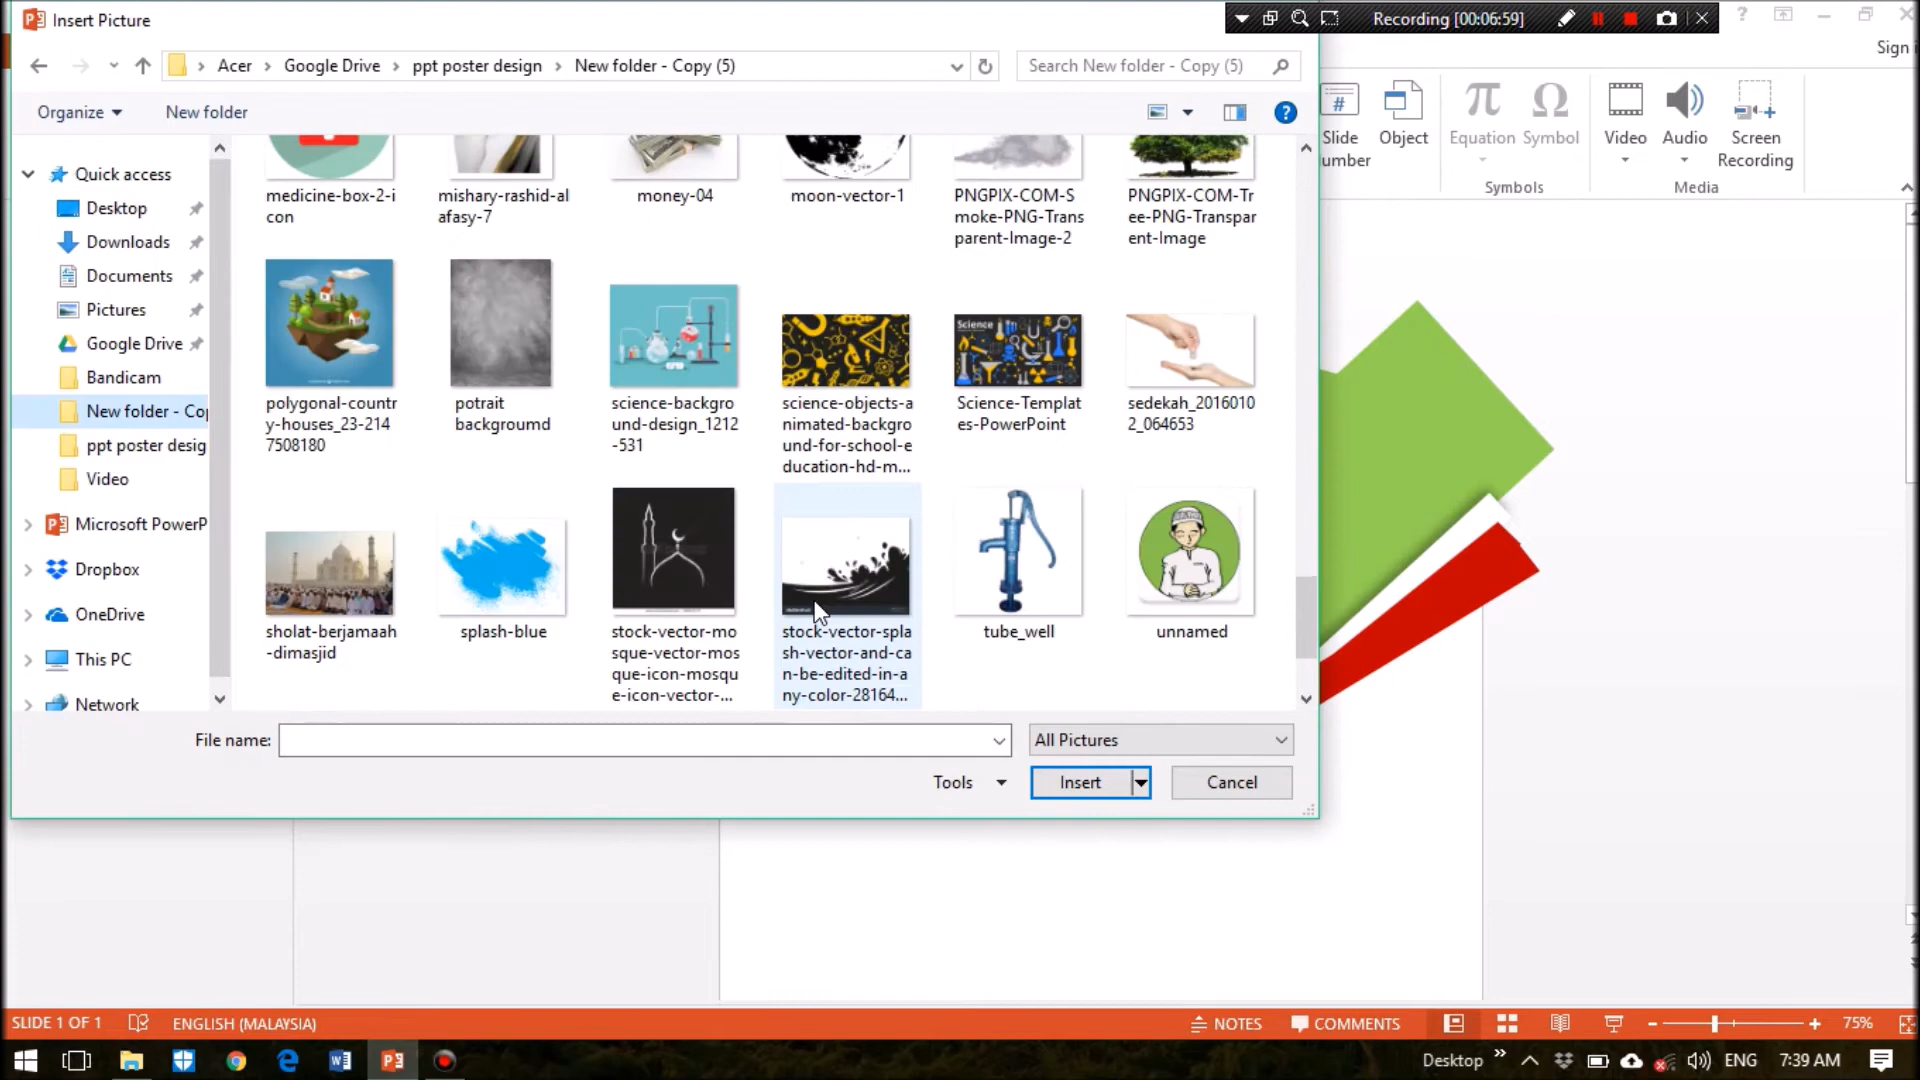 Insert Picture
Recording [00:06:59]
Sign i
Acer > Google Drive > ppt poster design > New folder - Copy (5)
Search New folder - Copy (5)
Organize
New folder
Quick access
Desktop
Downloads
Documents
Pictures
Google Drive
Bandicam
New folder - Cop
ppt poster desig
Video
Microsoft PowerP
Dropbox
OneDrive
This PC
Network
medicine-box-2-i
con
mishary-rashid-al
afasy-7
money-04
moon-vector-1
PNGPIX-COM-S
moke-PNG-Trans
parent-Image-2
PNGPIX-COM-Tr
ee-PNG-Transpar
ent-Image
polygonal-countr
y-houses_23-214
7508180
potrait
backgroumd
science-backgro
und-design_1212
-531
science-objects-a
nimated-backgro
und-for-school-e
ducation-hd-m...
Science
Science-Templat
es-PowerPoint
sedekah_2016010
2_064653
sholat-berjamaah
-dimasjid
splash-blue
stock-vector-mo
sque-vector-mos
que-icon-mosqu
e-icon-vector-...
stock-vector-spla
sh-vector-and-ca
n-be-edited-in-a
ny-color-28164...
tube_well
unnamed
File name:
All Pictures
Tools
Insert
Cancel
#
Slide
umber
Object
π
Equation
Ω
Symbol
Symbols
Video
Audio
Screen
Recording
Media
SLIDE 1 OF 1
ENGLISH (MALAYSIA)
NOTES
COMMENTS
75%
Desktop
ENG
7:39 AM